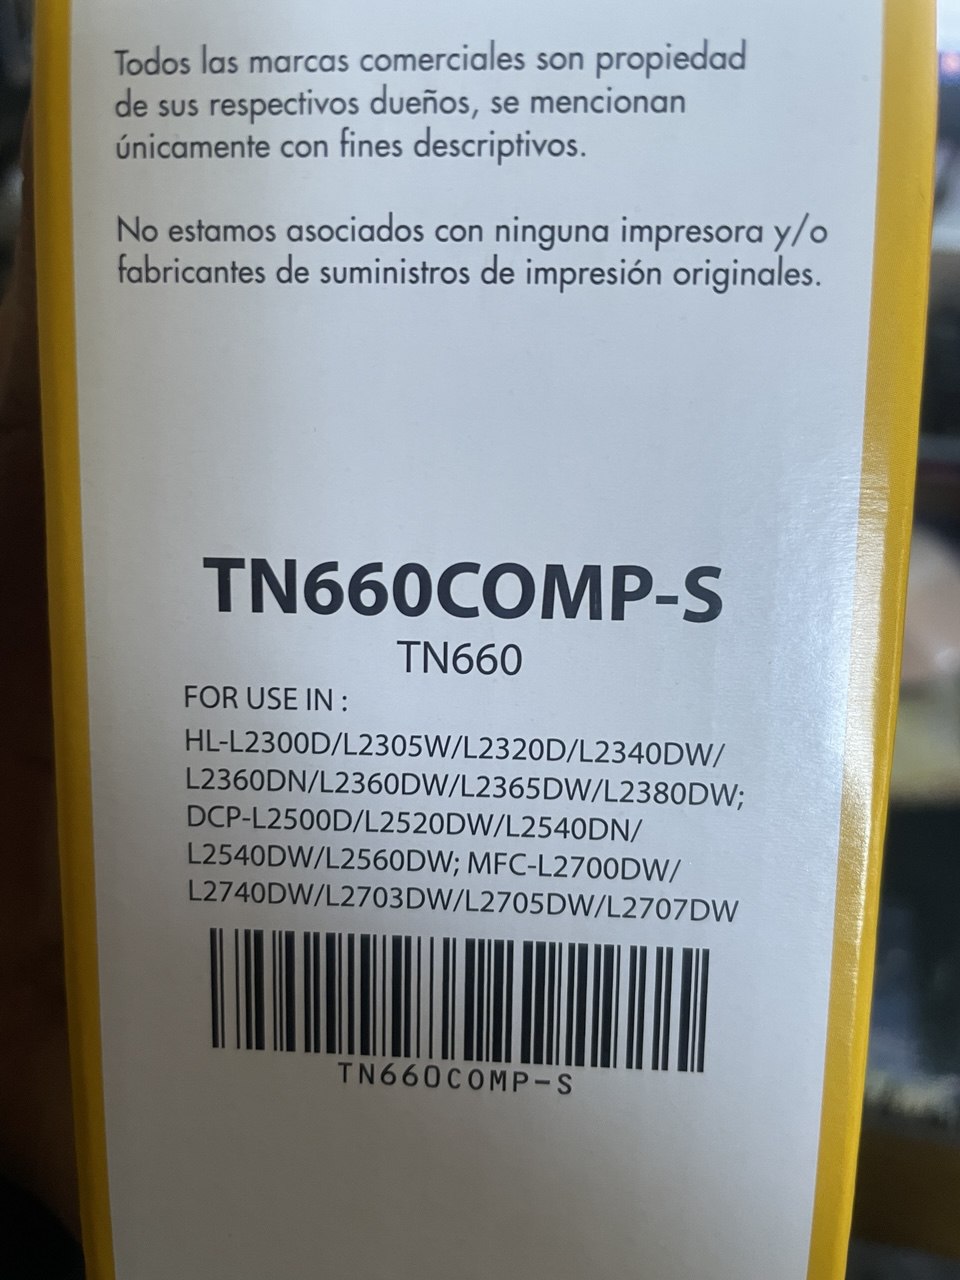 Todos las marcas comerciales son propiedad
de sus respectivos dueños, se mencionan
únicamente con fines descriptivos.
No estamos asociados con ninguna impresora y/o
fabricantes de suministros de impresión originales.
TN660COMP-S
TN660
FOR USE IN :
HL-L2300D/L2305W/L2320D/L2340DW/
L2360DN/L2360DW/L2365DW/L2380DW;
DCP-L2500D/L2520DW/L2540DN/
L2540DW/L2560DW; MFC-L2700DW/
L2740DW/L2703DW/L2705DW/L2707DW
TN660COMP-S